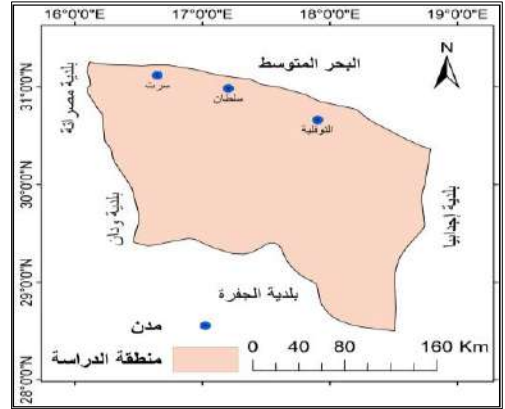 16°0'0"E 17°0'0"E 18°0'0"E 19°0'0"E
البحر المتوسط
N
31°0'0"N
سرت
سلطان
النوفلية
بلدية مصراتة
30°0'0"N
بلدية ودان
بلدية إجدابيا
29°0'0"N
بلدية الجفرة
مدن
منطقة الدراسة
0 40 80 160 Km
28°0'0"N